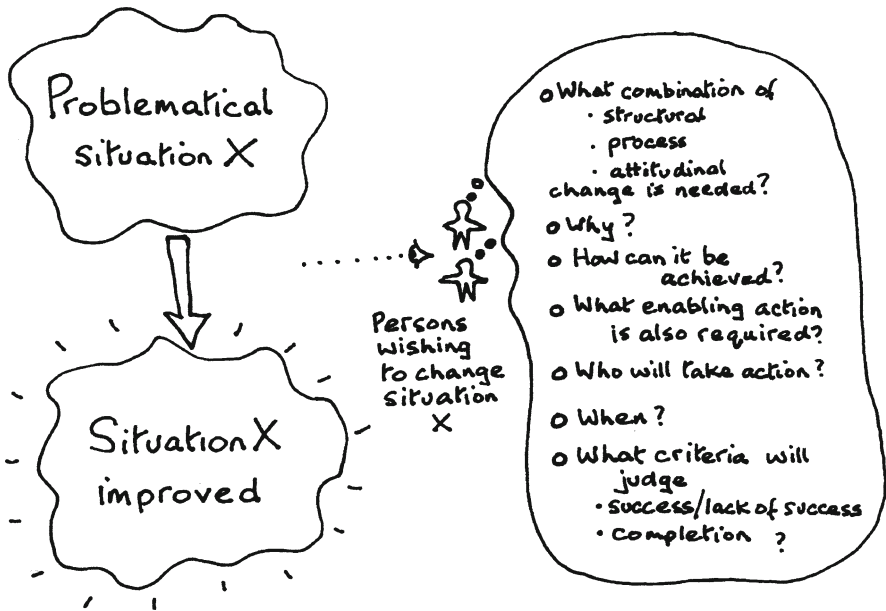 Problematical
situation X
Situation X
improved
Persons
wishing
to change
situation
X
o What combination of
· structural
· process
· attitudinal
change is needed?
o Why?
o How can it be
achieved?
o What enabling action
is also required?
o Who will take action?
o When?
o What criteria will
judge
· success/lack of success
· completion ?